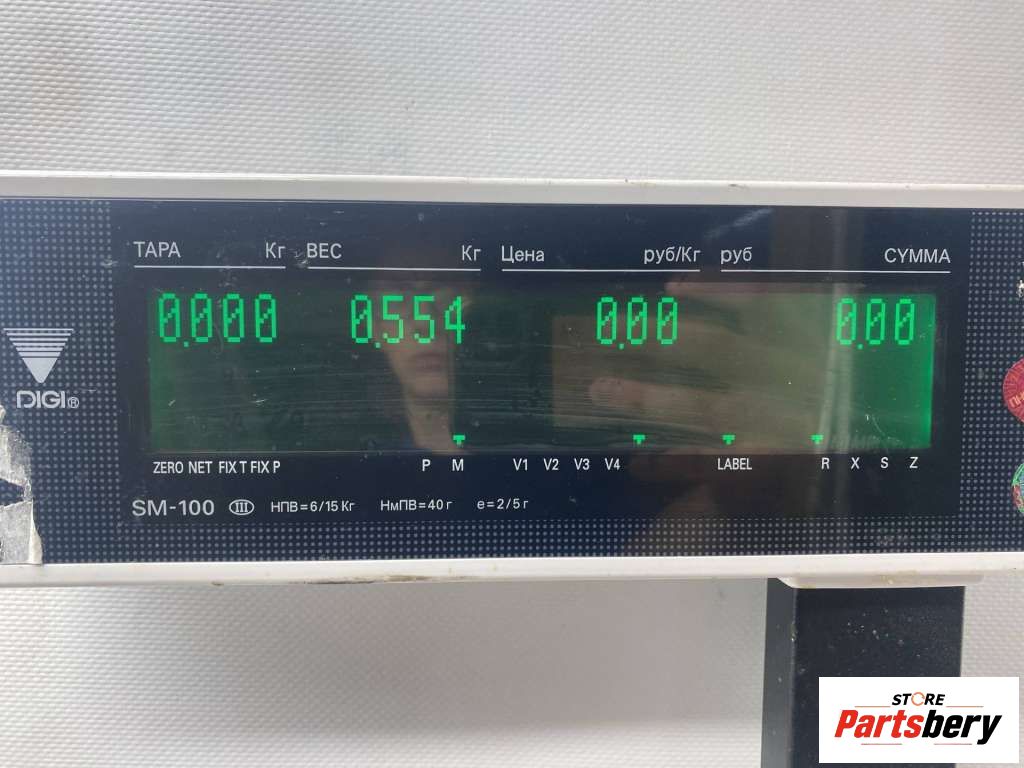 ТАРА Кг ВЕС Кг Цена руб/Кг руб СУММА
0.000 0.554 0.00 0.00
DIGI®
ZERO NET FIX T FIX P P M V1 V2 V3 V4 LABEL R X S Z
SM-100 III НПВ=6/15 Кг НмПВ=40 г e=2/5 г
STORE
Partsbery